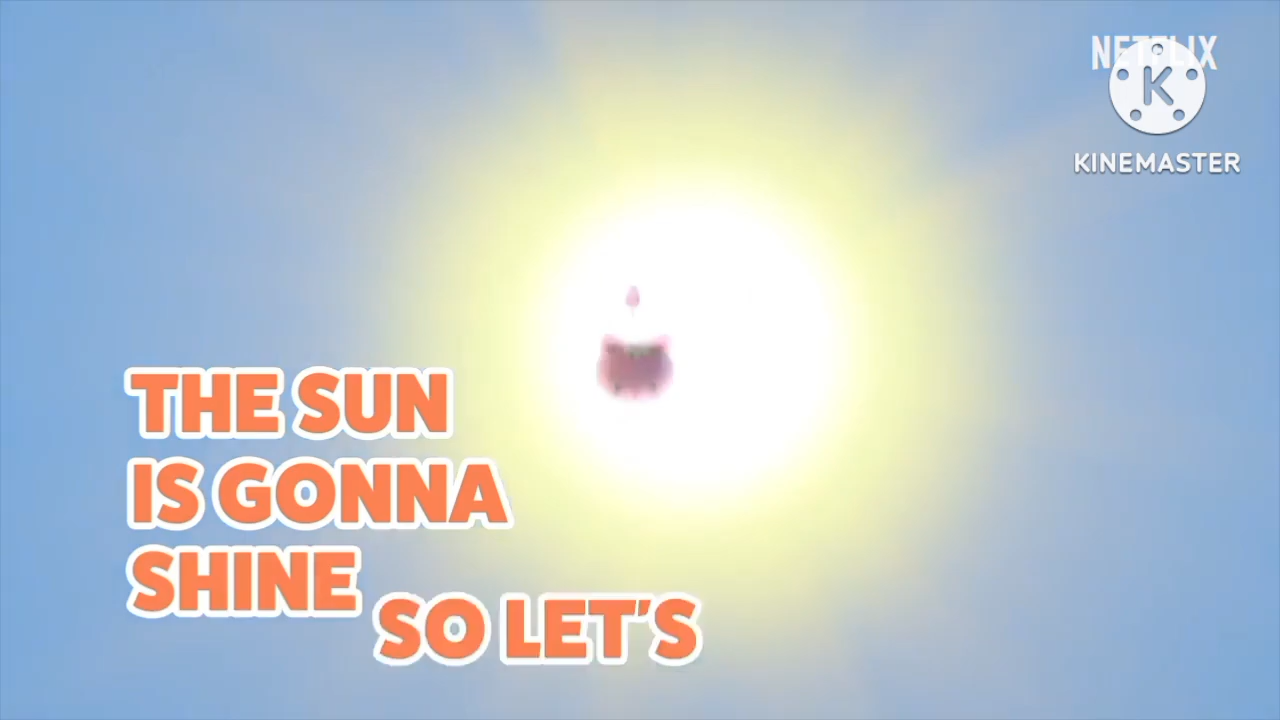 NETFLIX
K
KINEMASTER
THE SUN
IS GONNA
SHINE
SO LET'S